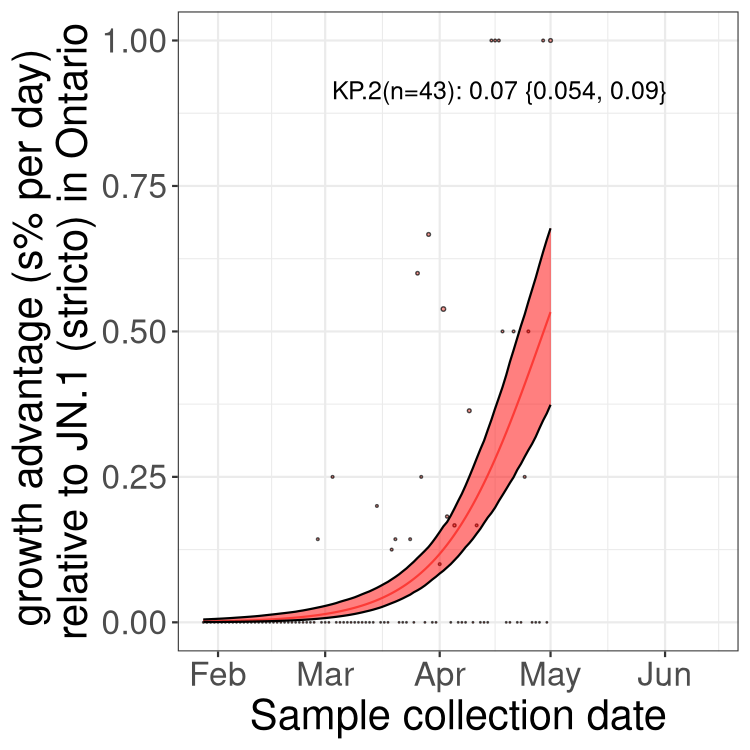 growth advantage (s% per day)
relative to JN.1 (stricto) in Ontario
1.00
0.75
0.50
0.25
0.00
KP.2(n=43): 0.07 {0.054, 0.09}
Feb Mar Apr May Jun
Sample collection date